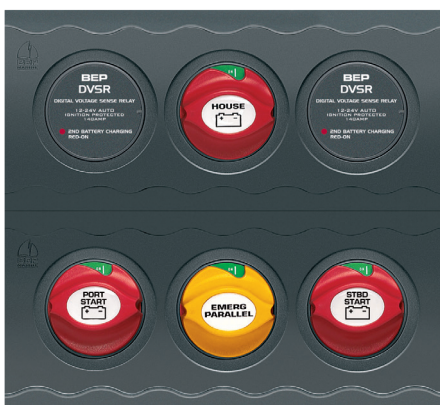 BEP
DVSR
DIGITAL VOLTAGE SENSE RELAY
12-24V AUTO
IGNITION PROTECTED
140AMP
2ND BATTERY CHARGING
RED=ON
HOUSE
BEP
DVSR
DIGITAL VOLTAGE SENSE RELAY
12-24V AUTO
IGNITION PROTECTED
140AMP
2ND BATTERY CHARGING
RED=ON
PORT
START
EMERG
PARALLEL
STBD
START